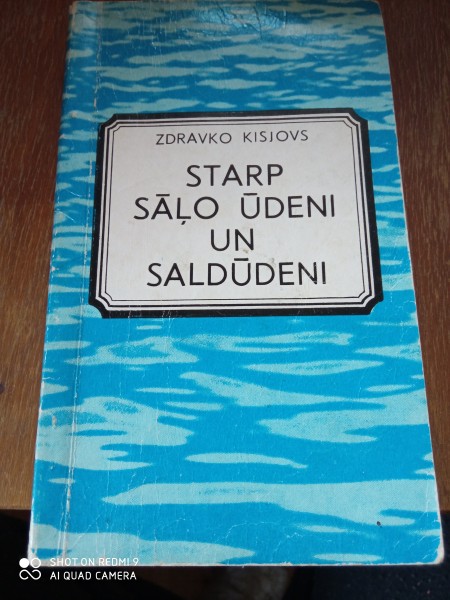 ZDRAVKO KISJOVS
STARP
SĀĻO ŪDENI
UN
SALDŪDENI
SHOT ON REDMI 9
AI QUAD CAMERA